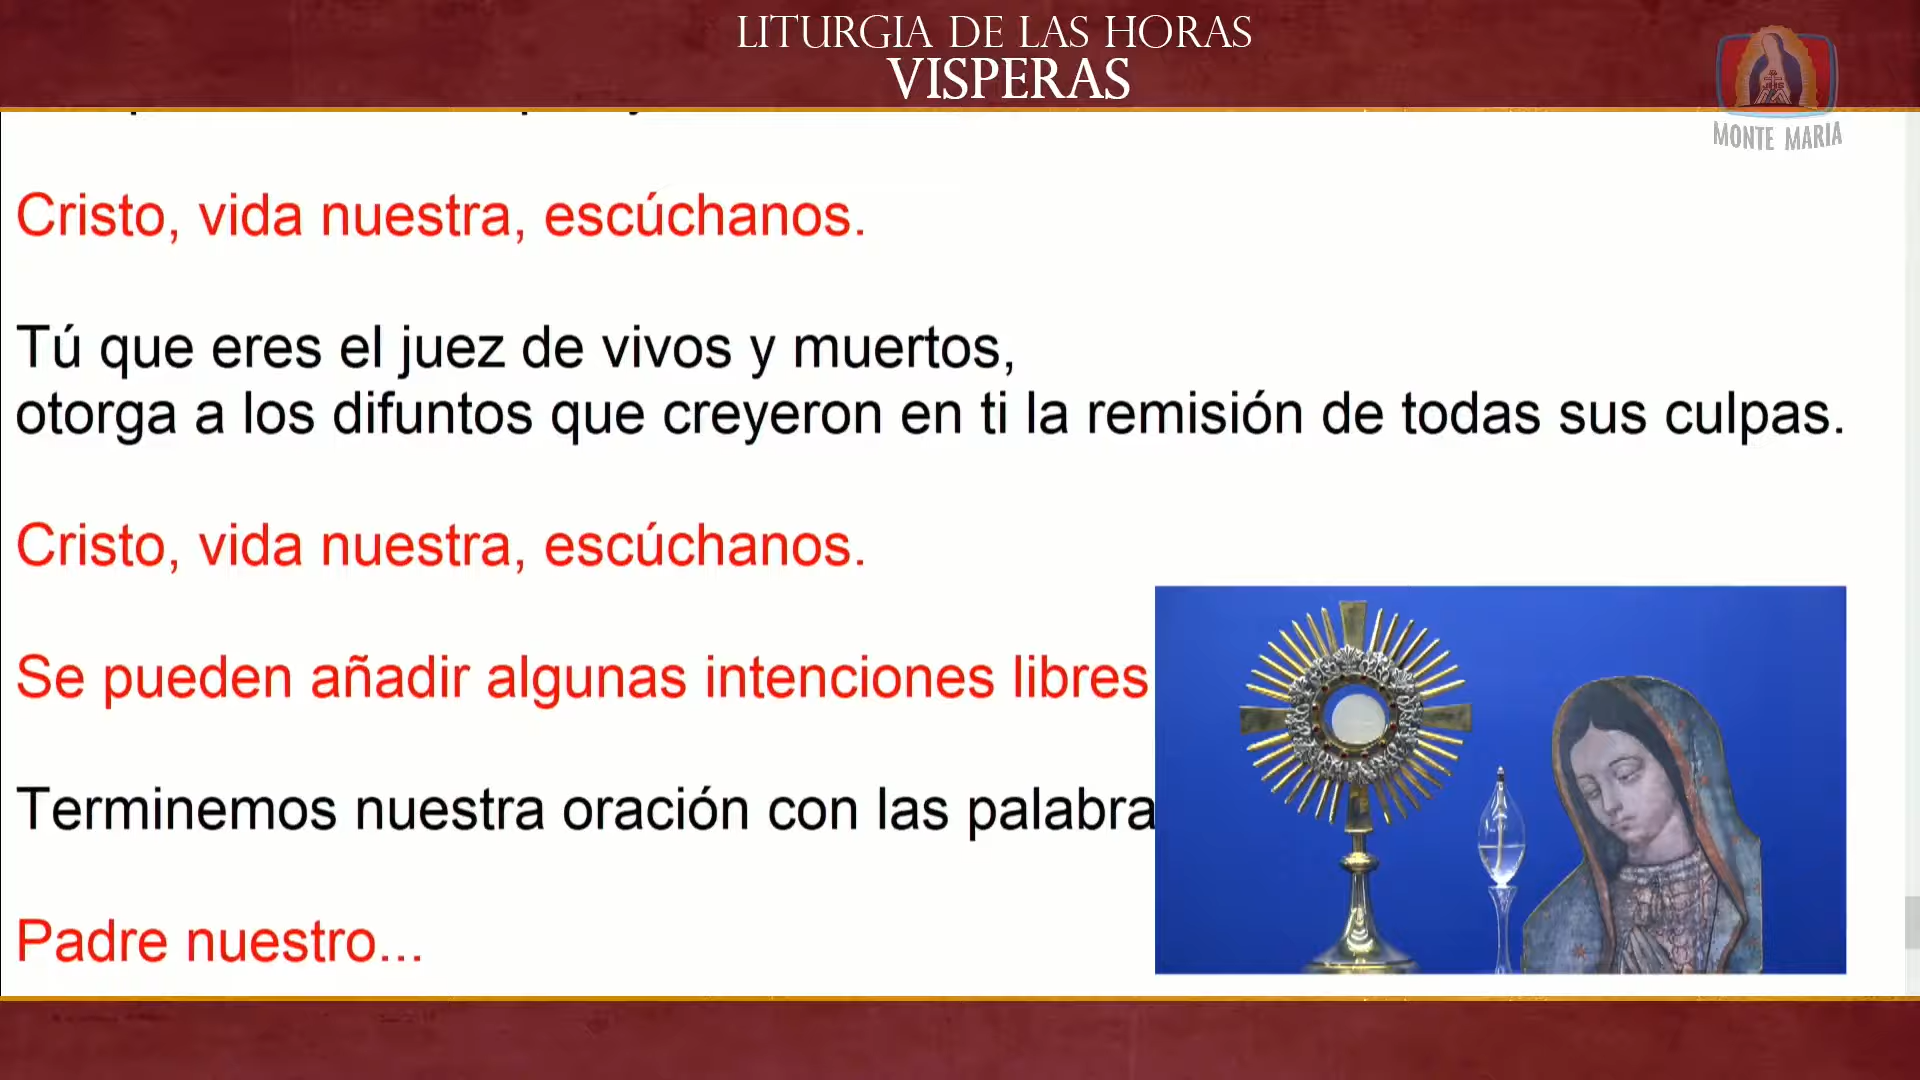 LITURGIA DE LAS HORAS
VISPERAS
MONTE MARIA
Cristo, vida nuestra, escúchanos.
Tú que eres el juez de vivos y muertos,
otorga a los difuntos que creyeron en ti la remisión de todas sus culpas.
Cristo, vida nuestra, escúchanos.
Se pueden añadir algunas intenciones libres
Terminemos nuestra oración con las palabra
Padre nuestro...